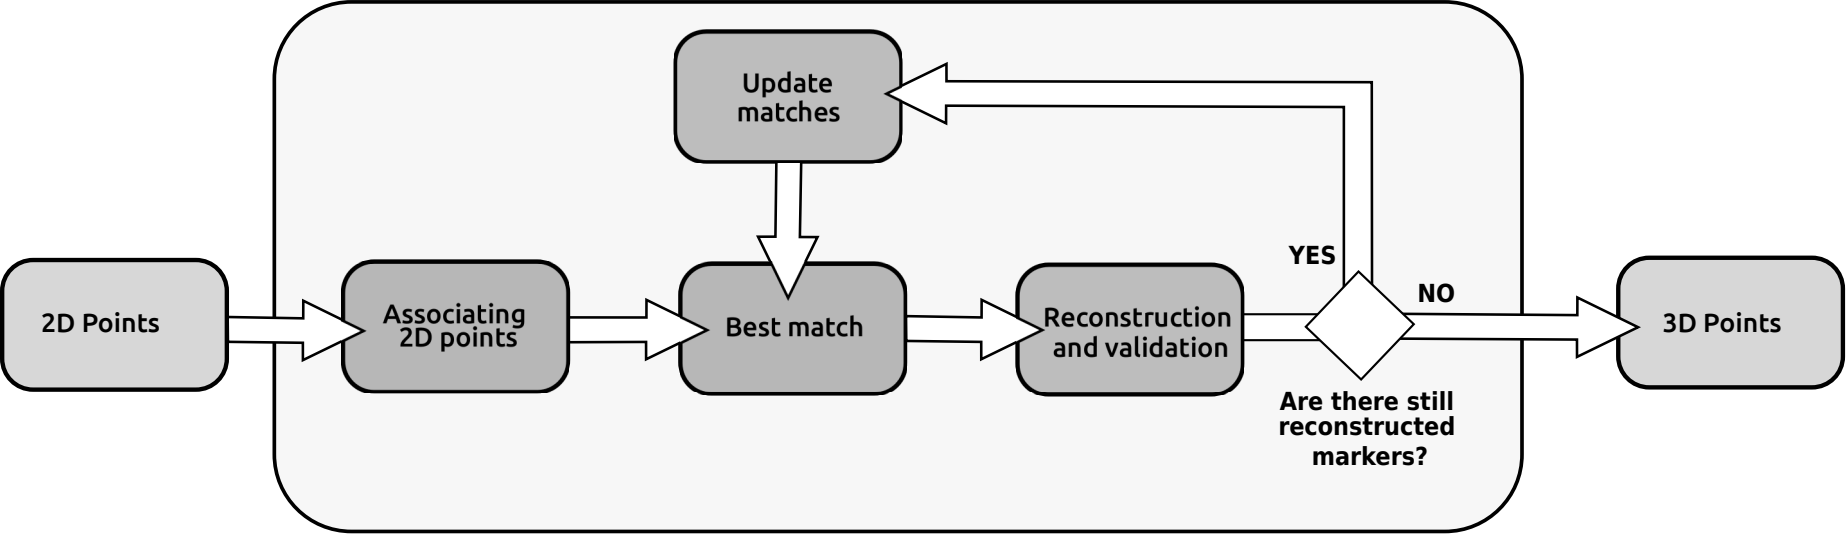 Update
matches
YES
NO
2D Points
Associating
2D points
Best match
Reconstruction
and validation
3D Points
Are there still
reconstructed
markers?